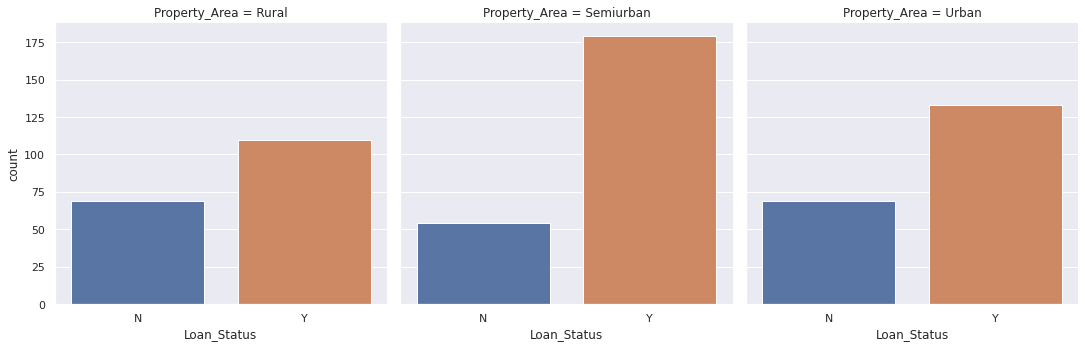 Property_Area = Rural
Property_Area = Semiurban
Property_Area = Urban
count
175
150
125
100
75
50
25
0
N
Y
N
Y
N
Y
Loan_Status
Loan_Status
Loan_Status